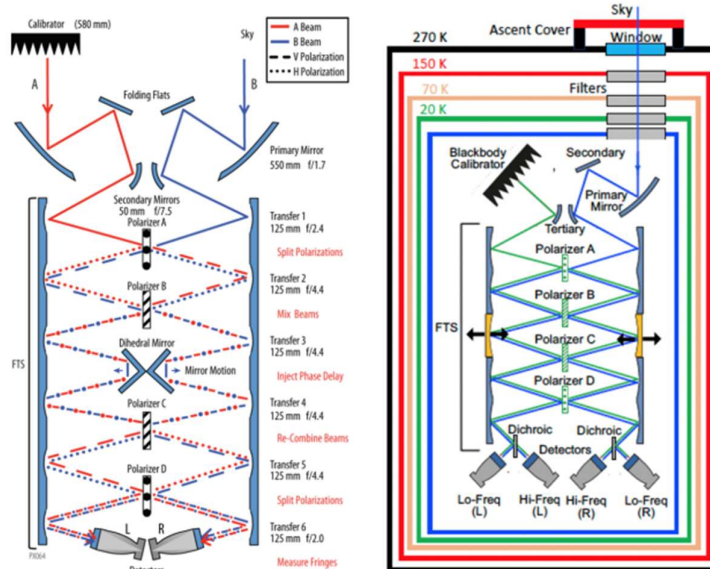 Calibrator (580 mm)
Sky
A
B
A Beam
B Beam
V Polarization
H Polarization
Folding Flats
Primary Mirror
550 mm f/1.7
Secondary Mirrors
50 mm f/7.5
Polarizer A
Transfer 1
125 mm f/2.4
Split Polarizations
Transfer 2
125 mm f/4.4
Polarizer B
Mix Beams
Transfer 3
125 mm f/4.4
Dihedral Mirror
Mirror Motion
Inject Phase Delay
FTS
Transfer 4
125 mm f/4.4
Polarizer C
Re-Combine Beams
Transfer 5
125 mm f/4.4
Polarizer D
Split Polarizations
Transfer 6
125 mm f/2.0
L R
Measure Fringes
Detectors
Sky
Ascent Cover
270 K
Window
150 K
70 K
Filters
20 K
Blackbody
Calibrator
Secondary
Primary
Mirror
Tertiary
Polarizer A
Polarizer B
FTS
Polarizer C
Polarizer D
Dichroic
Dichroic
Detectors
Lo-Freq
(L)
Hi-Freq
(L)
Hi-Freq
(R)
Lo-Freq
(R)